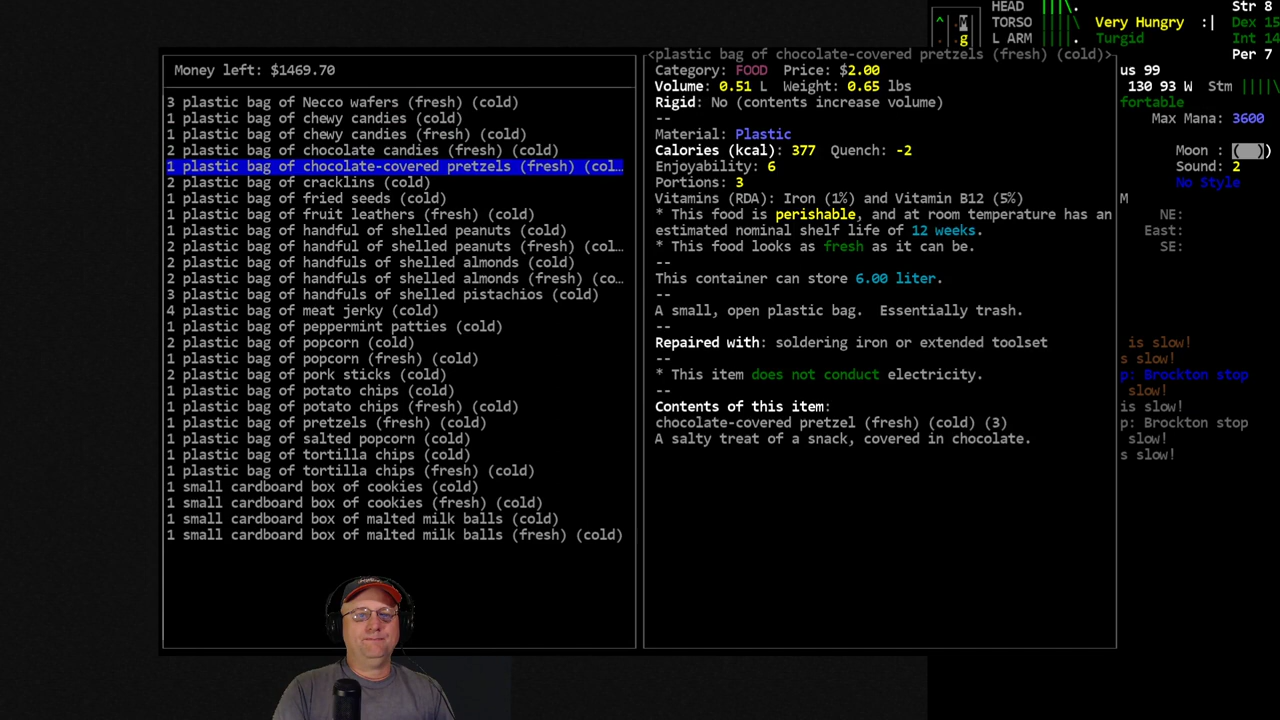 HEAD |||\. Str 8
^ M TORSO ||||\ Very Hungry :| Dex 15
g L ARM ||||. Turgid Int 14
Per 7
<plastic bag of chocolate-covered pretzels (fresh) (cold)>
Money left: $1469.70
Category: FOOD Price: $2.00
us 99
Volume: 0.51 L Weight: 0.65 lbs
130 93 W Stm ||||\
Rigid: No (contents increase volume)
fortable
3 plastic bag of Necco wafers (fresh) (cold)
1 plastic bag of chewy candies (cold)
1 plastic bag of chewy candies (fresh) (cold)
2 plastic bag of chocolate candies (fresh) (cold)
1 plastic bag of chocolate-covered pretzels (fresh) (col…
2 plastic bag of cracklins (cold)
1 plastic bag of fried seeds (cold)
1 plastic bag of fruit leathers (fresh) (cold)
1 plastic bag of handful of shelled peanuts (cold)
2 plastic bag of handful of shelled peanuts (fresh) (col…
2 plastic bag of handfuls of shelled almonds (cold)
2 plastic bag of handfuls of shelled almonds (fresh) (co…
3 plastic bag of handfuls of shelled pistachios (cold)
4 plastic bag of meat jerky (cold)
1 plastic bag of peppermint patties (cold)
2 plastic bag of popcorn (cold)
1 plastic bag of popcorn (fresh) (cold)
2 plastic bag of pork sticks (cold)
1 plastic bag of potato chips (cold)
1 plastic bag of potato chips (fresh) (cold)
1 plastic bag of pretzels (fresh) (cold)
1 plastic bag of salted popcorn (cold)
1 plastic bag of tortilla chips (cold)
1 plastic bag of tortilla chips (fresh) (cold)
1 small cardboard box of cookies (cold)
1 small cardboard box of cookies (fresh) (cold)
1 small cardboard box of malted milk balls (cold)
1 small cardboard box of malted milk balls (fresh) (cold)
--
Material: Plastic
Calories (kcal): 377 Quench: -2
Enjoyability: 6
Portions: 3
Vitamins (RDA): Iron (1%) and Vitamin B12 (5%)
* This food is perishable, and at room temperature has an
estimated nominal shelf life of 12 weeks.
* This food looks as fresh as it can be.
--
This container can store 6.00 liter.
--
A small, open plastic bag. Essentially trash.
--
Repaired with: soldering iron or extended toolset
--
* This item does not conduct electricity.
--
Contents of this item:
chocolate-covered pretzel (fresh) (cold) (3)
A salty treat of a snack, covered in chocolate.
Max Mana: 3600
Moon : ( )
Sound: 2
No Style
M
NE:
East:
SE:
is slow!
s slow!
p: Brockton stop
slow!
is slow!
p: Brockton stop
slow!
s slow!